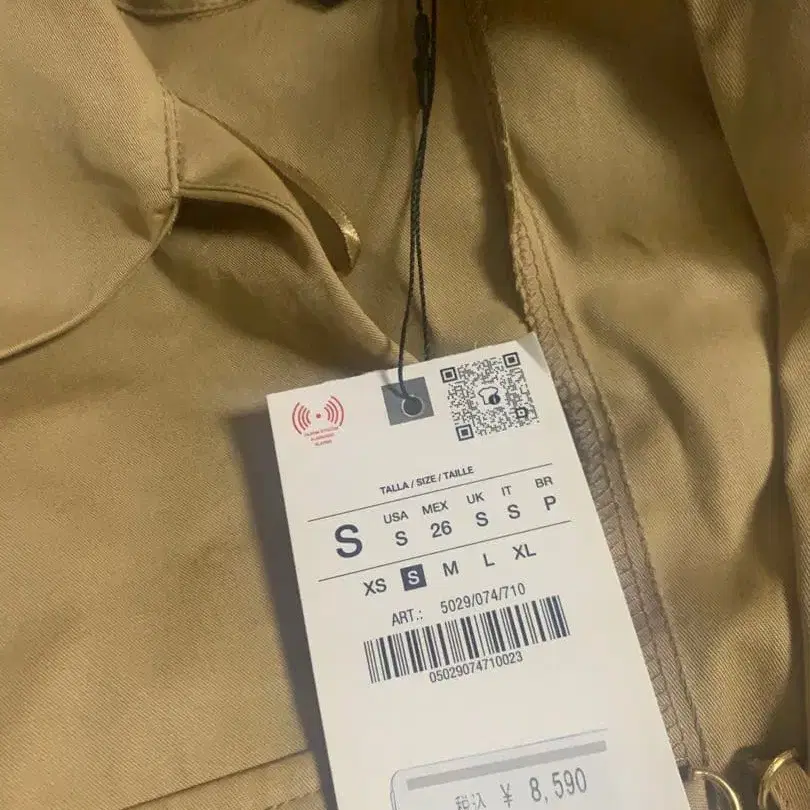 TALLA / SIZE / TAILLE
S USA MEX UK IT BR
S 26 S S P
XS S M L XL
ART.: 5029/074/710
05029074710023
税込 ¥ 8,590